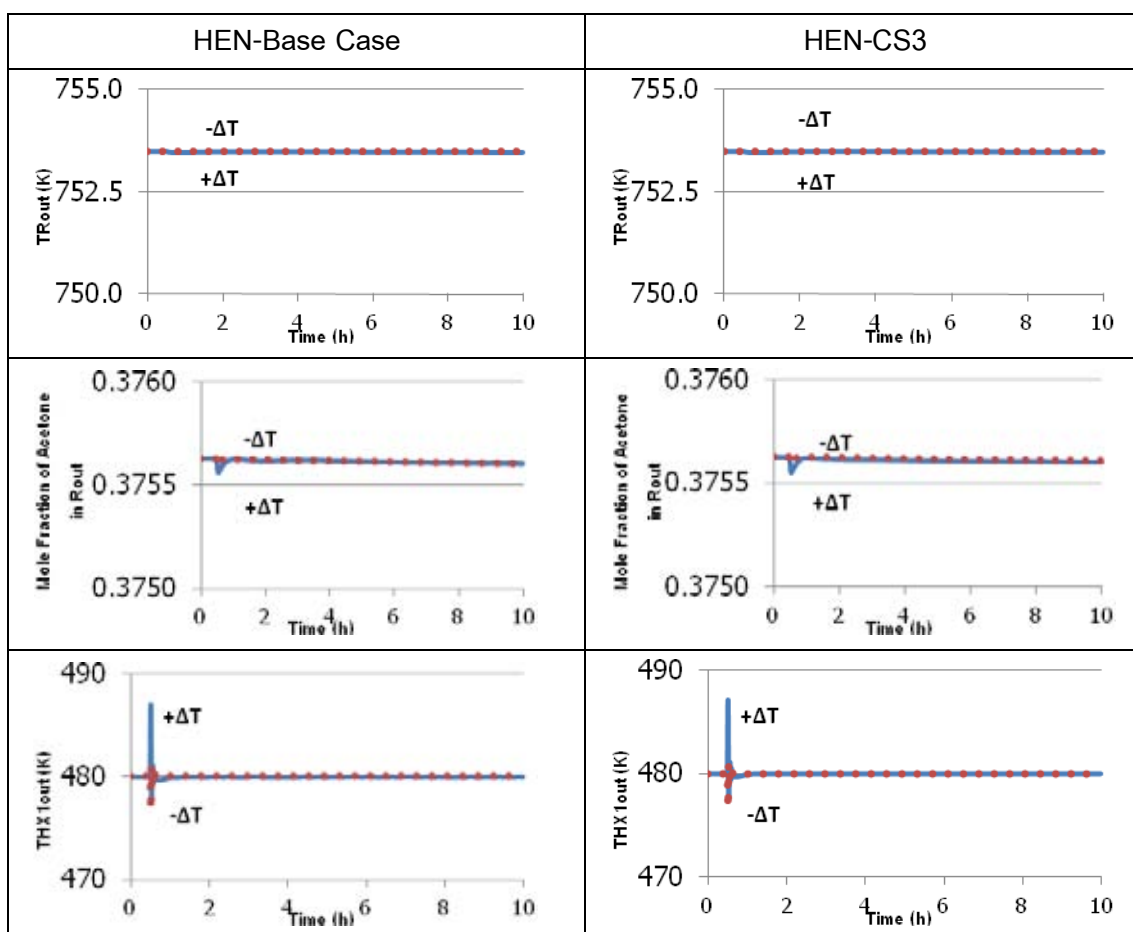 HEN-Base Case
HEN-CS3
755.0
752.5
750.0
TRout (K)
-ΔT
+ΔT
0 2 4 6 8 10
Time (h)
755.0
752.5
750.0
TRout (K)
-ΔT
+ΔT
0 2 4 6 8 10
Time (h)
0.3760
0.3755
0.3750
Mole Fraction of Acetone
in Rout
-ΔT
+ΔT
0 2 4 6 8 10
Time (h)
0.3760
0.3755
0.3750
Mole Fraction of Acetone
in Rout
-ΔT
+ΔT
0 2 4 6 8 10
Time (h)
490
480
470
THX1out(K)
+ΔT
-ΔT
0 2 4 6 8 10
Time (h)
490
480
470
THX1out(K)
+ΔT
-ΔT
0 2 4 6 8 10
Time (h)